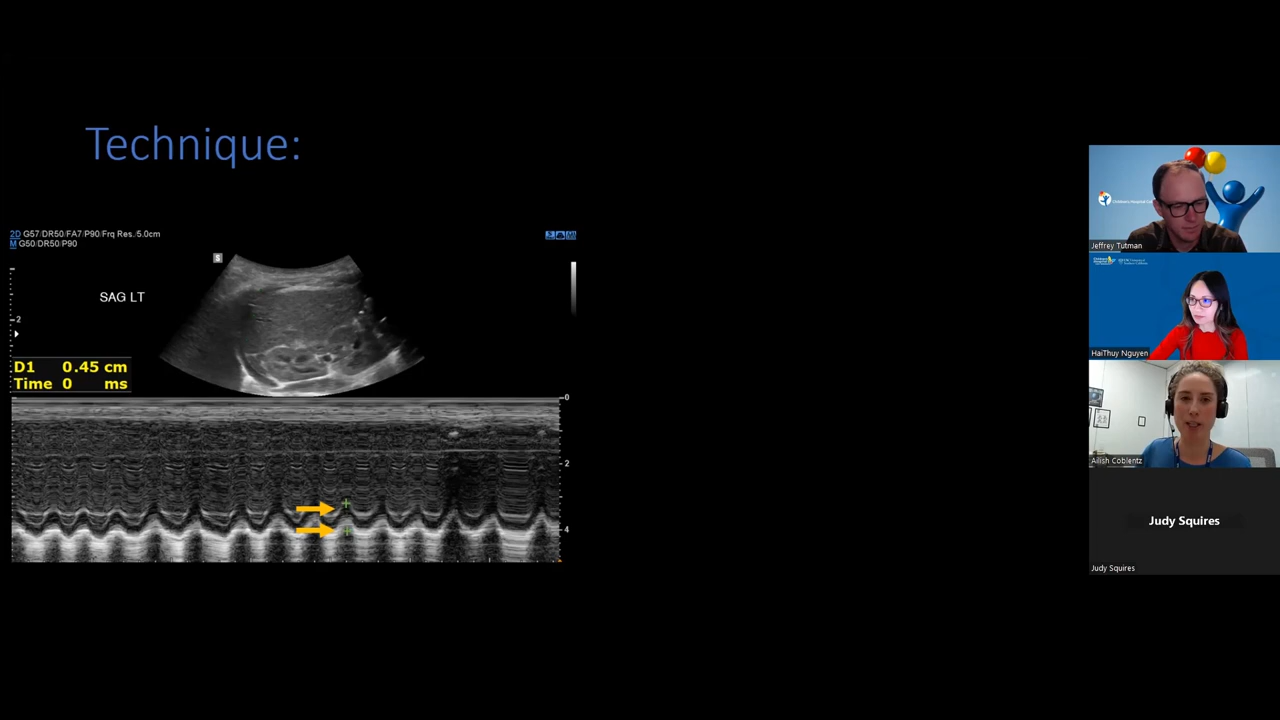 Technique:
2D G57/DR50/FA7/P90/Frq Res./5.0cm
M G50/DR50/P90
S
SAG LT
2
D1 0.45 cm
Time 0 ms
0
2
4
Jeffrey Tutman
HaiThuy Nguyen
Ailish Coblentz
Judy Squires
Judy Squires